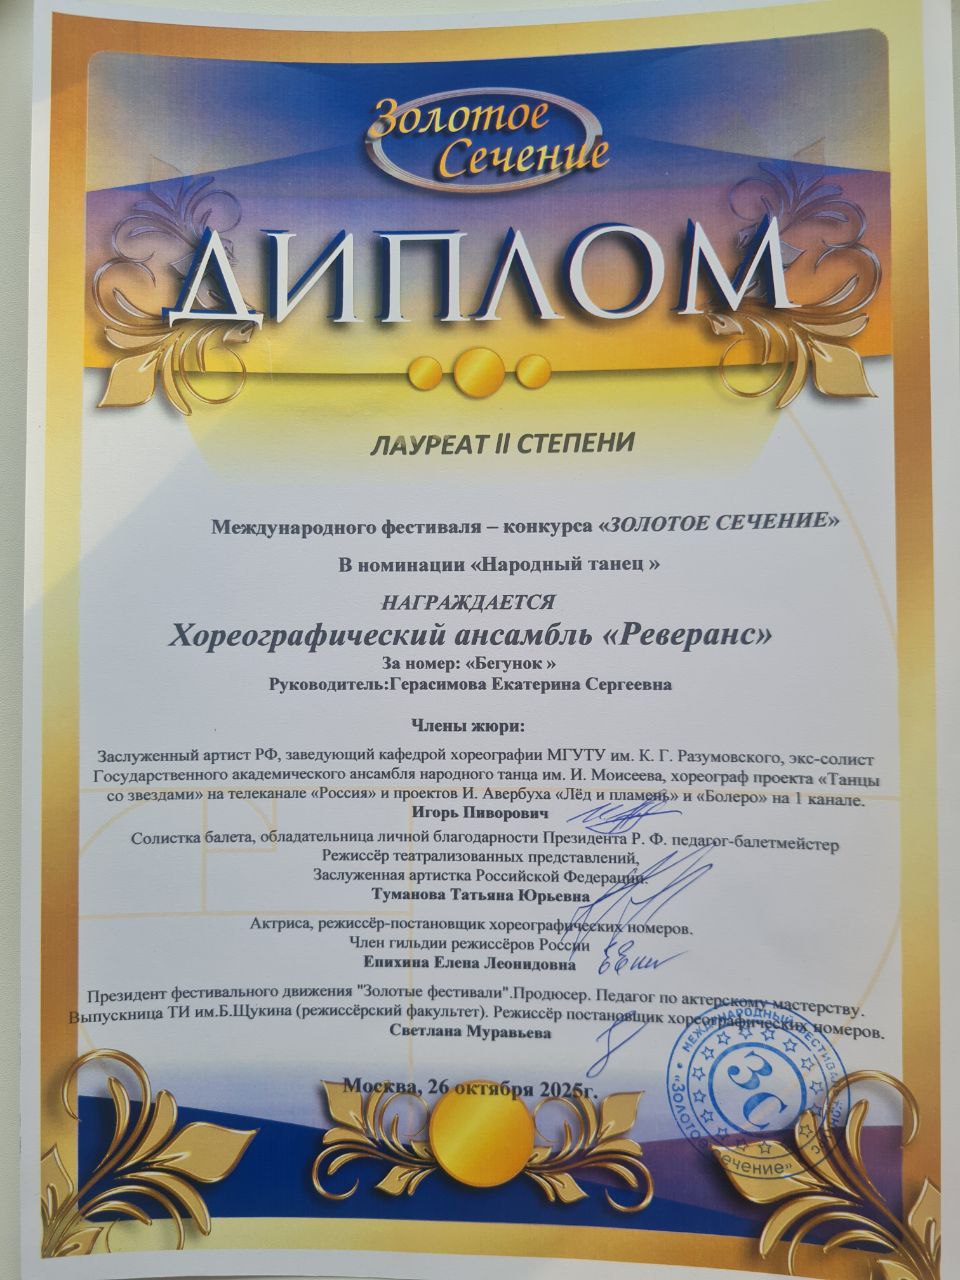 Золотое
Сечение
ДИПЛОМ
ЛАУРЕАТ II СТЕПЕНИ
Международного фестиваля – конкурса «ЗОЛОТОЕ СЕЧЕНИЕ»
В номинации «Народный танец »
НАГРАЖДАЕТСЯ
Хореографический ансамбль «Реверанс»
За номер: «Бегунок »
Руководитель:Герасимова Екатерина Сергеевна
Члены жюри:
Заслуженный артист РФ, заведующий кафедрой хореографии МГУТУ им. К. Г. Разумовского, экс-солист
Государственного академического ансамбля народного танца им. И. Моисеева, хореограф проекта «Танцы
со звездами» на телеканале «Россия» и проектов И. Авербуха «Лёд и пламень» и «Болеро» на 1 канале.
Игорь Пиворович
Солистка балета, обладательница личной благодарности Президента Р. Ф. педагог-балетмейстер
Режиссёр театрализованных представлений,
Заслуженная артистка Российской Федерации.
Туманова Татьяна Юрьевна
Актриса, режиссёр-постановщик хореографических номеров.
Член гильдии режиссёров России
Епихина Елена Леонидовна
Президент фестивального движения "Золотые фестивали".Продюсер. Педагог по актерскому мастерству.
Выпускница ТИ им.Б.Щукина (режиссёрский факультет). Режиссёр постановщик хореографических номеров.
Светлана Муравьева
Москва, 26 октября 2025г.
МЕЖДУНАРОДНЫЙ ФЕСТИВАЛЬ
«Золотое Сечение»
ЗС